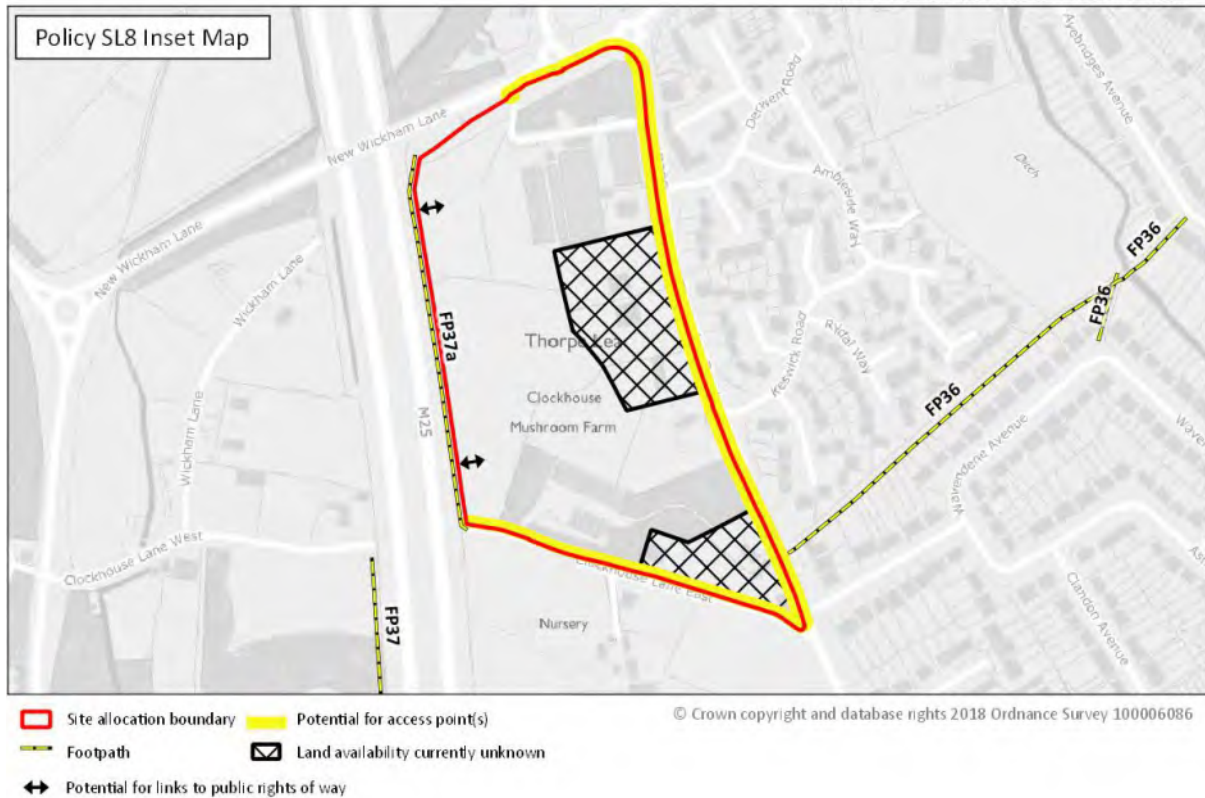 Policy SL8 Inset Map
Ayebridges Avenue
Derwent Road
New Wickham Lane
Ambleside Way
Ditch
FP36
New Wickham Lane
Wickham Lane
FP36
FP37a
Thorpe Lea
Rydal Way
Keswick Road
M25
Clockhouse
Mushroom Farm
FP36
Wickham Lane
Wavendene Avenue
Clockhouse Lane West
Clockhouse Lane East
Clandon Avenue
FP37
Nursery
Site allocation boundary
Potential for access point(s)
© Crown copyright and database rights 2018 Ordnance Survey 100006086
Footpath
Land availability currently unknown
Potential for links to public rights of way